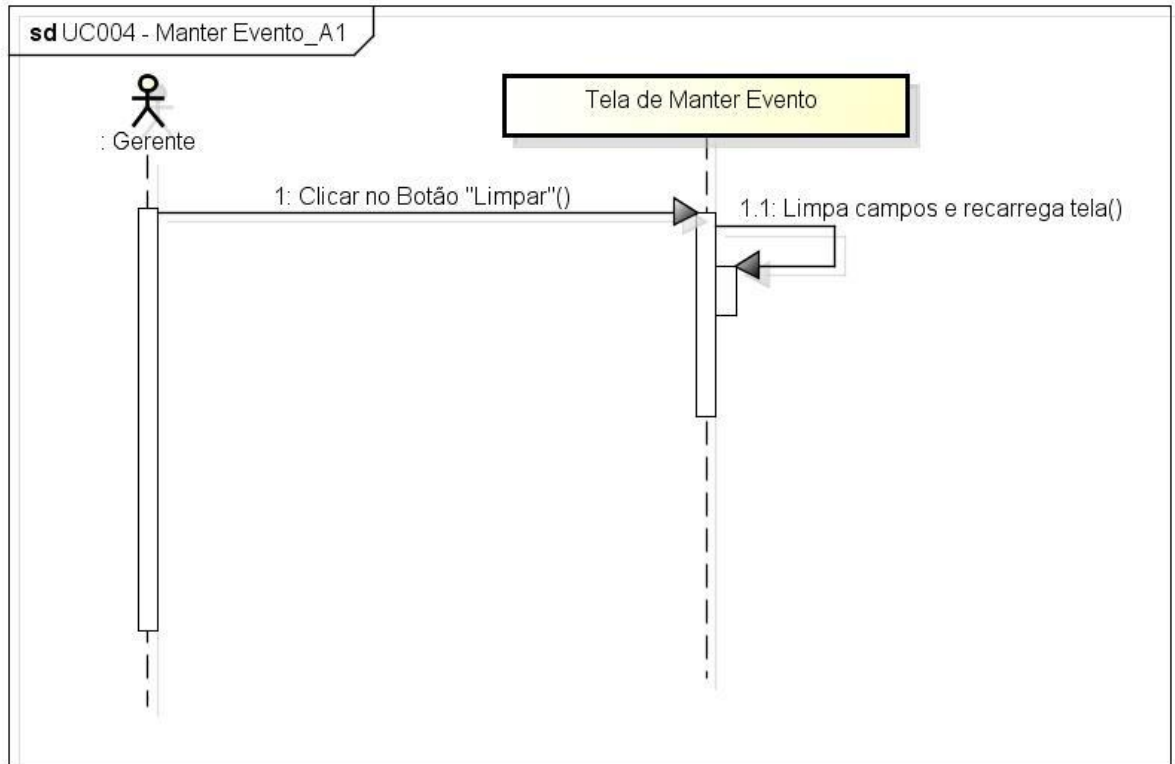 sd UC004 - Manter Evento_A1
: Gerente
Tela de Manter Evento
1: Clicar no Botão "Limpar"()
1.1: Limpa campos e recarrega tela()